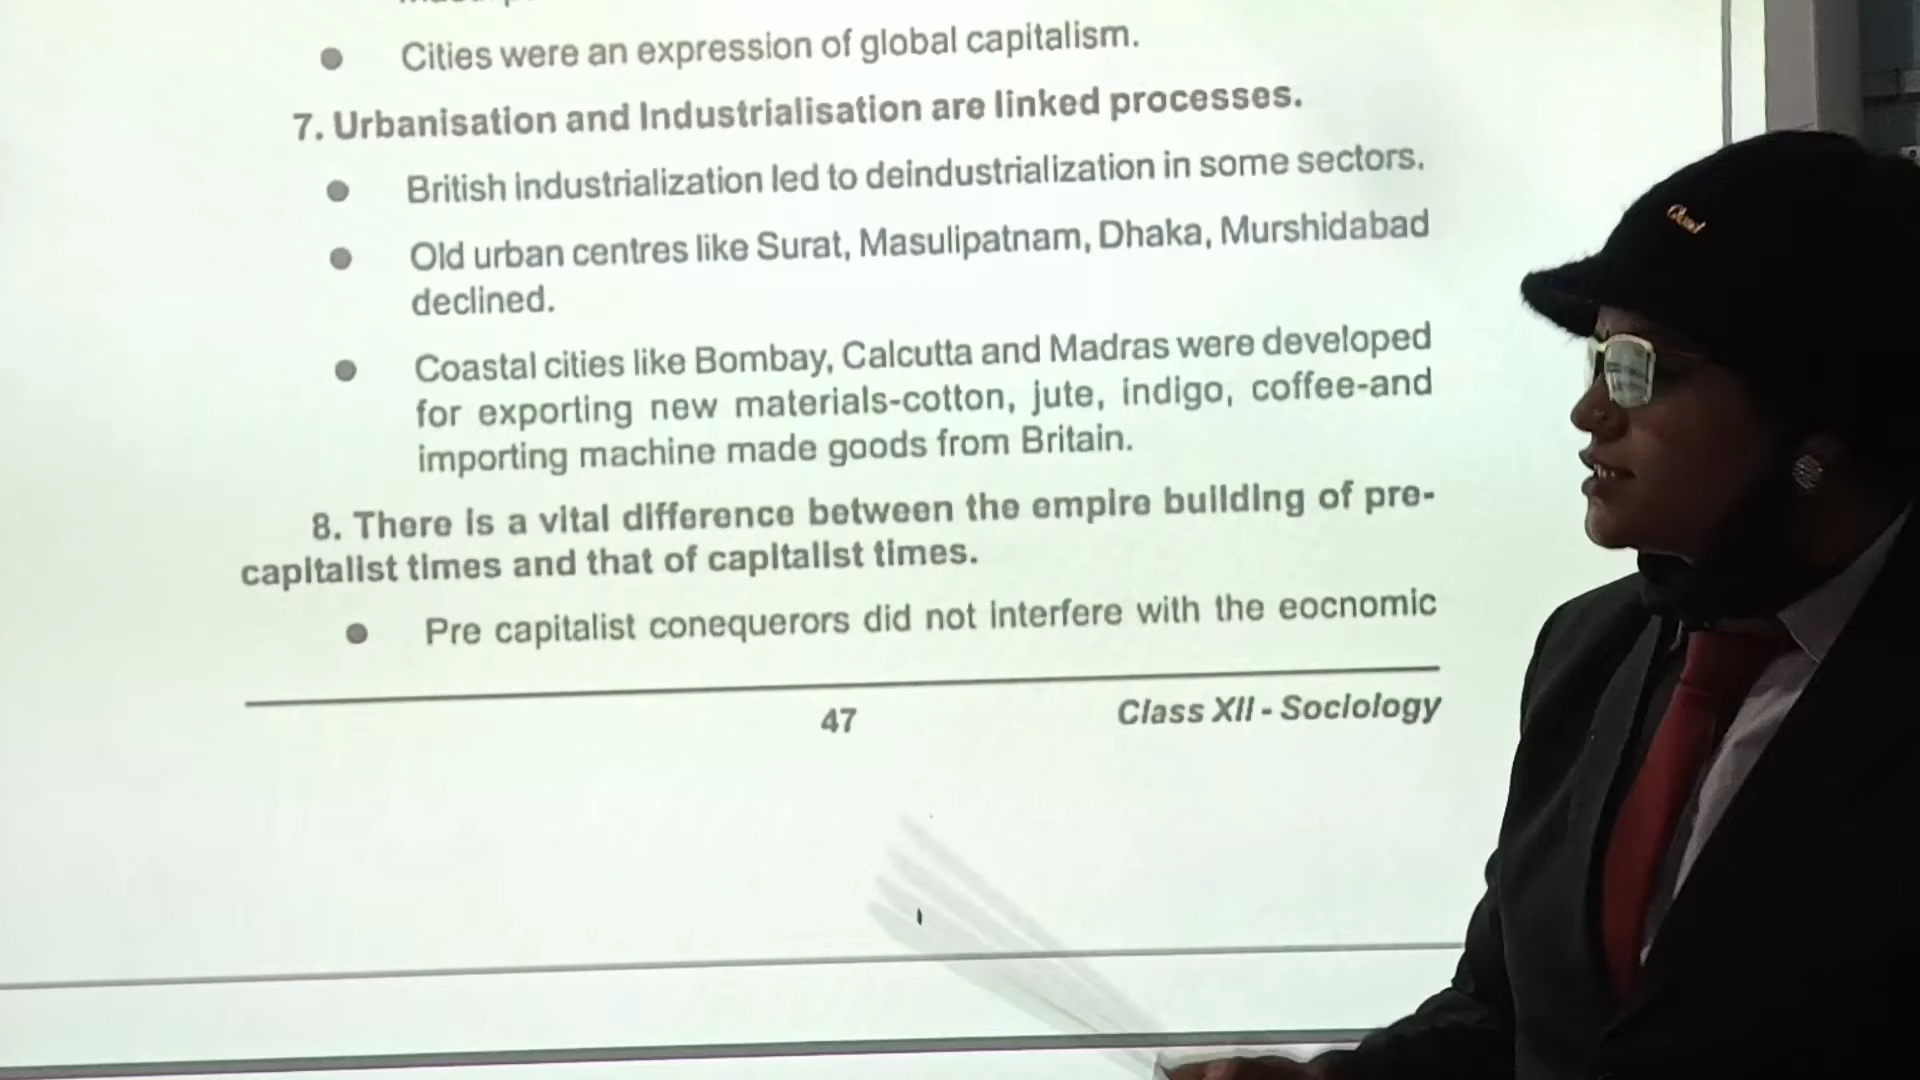 Cities were an expression of global capitalism.
7. Urbanisation and Industrialisation are linked processes.
British industrialization led to deindustrialization in some sectors.
Old urban centres like Surat, Masulipatnam, Dhaka, Murshidabad
declined.
Coastal cities like Bombay, Calcutta and Madras were developed
for exporting new materials-cotton, jute, indigo, coffee-and
importing machine made goods from Britain.
8. There is a vital difference between the empire building of pre-
capitalist times and that of capitalist times.
Pre capitalist conequerors did not interfere with the eocnomic
47 Class XII - Sociology